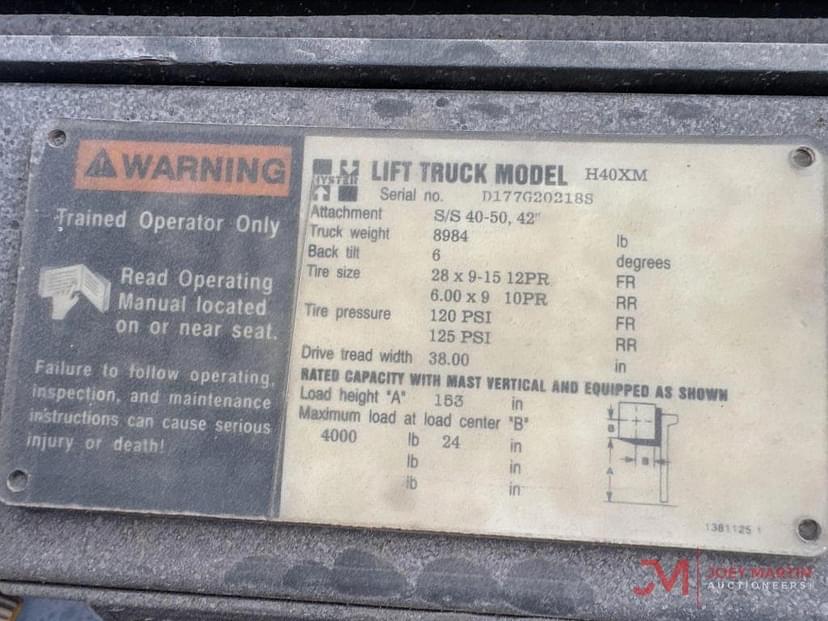 WARNING
Trained Operator Only
Read Operating
Manual located
on or near seat.
Failure to follow operating,
inspection, and maintenance
instructions can cause serious
injury or death!
HYSTER
LIFT TRUCK MODEL H40XM
Serial no. D177G20218S
Attachment S/S 40-50, 42"
Truck weight 8984 lb
Back tilt 6 degrees
Tire size 28 x 9-15 12PR FR
6.00 x 9 10PR RR
Tire pressure 120 PSI FR
125 PSI RR
Drive tread width 38.00 in
RATED CAPACITY WITH MAST VERTICAL AND EQUIPPED AS SHOWN
Load height "A" 153 in
Maximum load at load center "B"
4000 lb 24 in
lb in
lb in
B
B
A
1381125 1
JM JOEY MARTIN
AUCTIONEERS